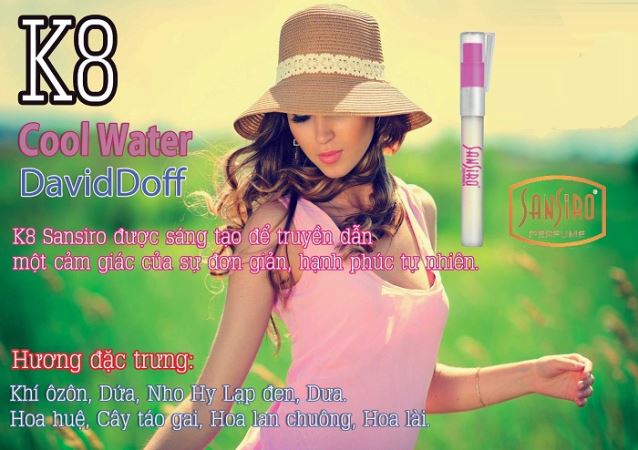 K8
Cool Water
DavidDoff
SANSIRO
SANSIRO®
PERFUME
K8 Sansiro được sáng tạo để truyền dẫn
một cảm giác của sự đơn giản, hạnh phúc tự nhiên.
Hương đặc trưng:
Khí ôzôn, Dứa, Nho Hy Lạp đen, Dưa.
Hoa huệ, Cây táo gai, Hoa lan chuông, Hoa lài.